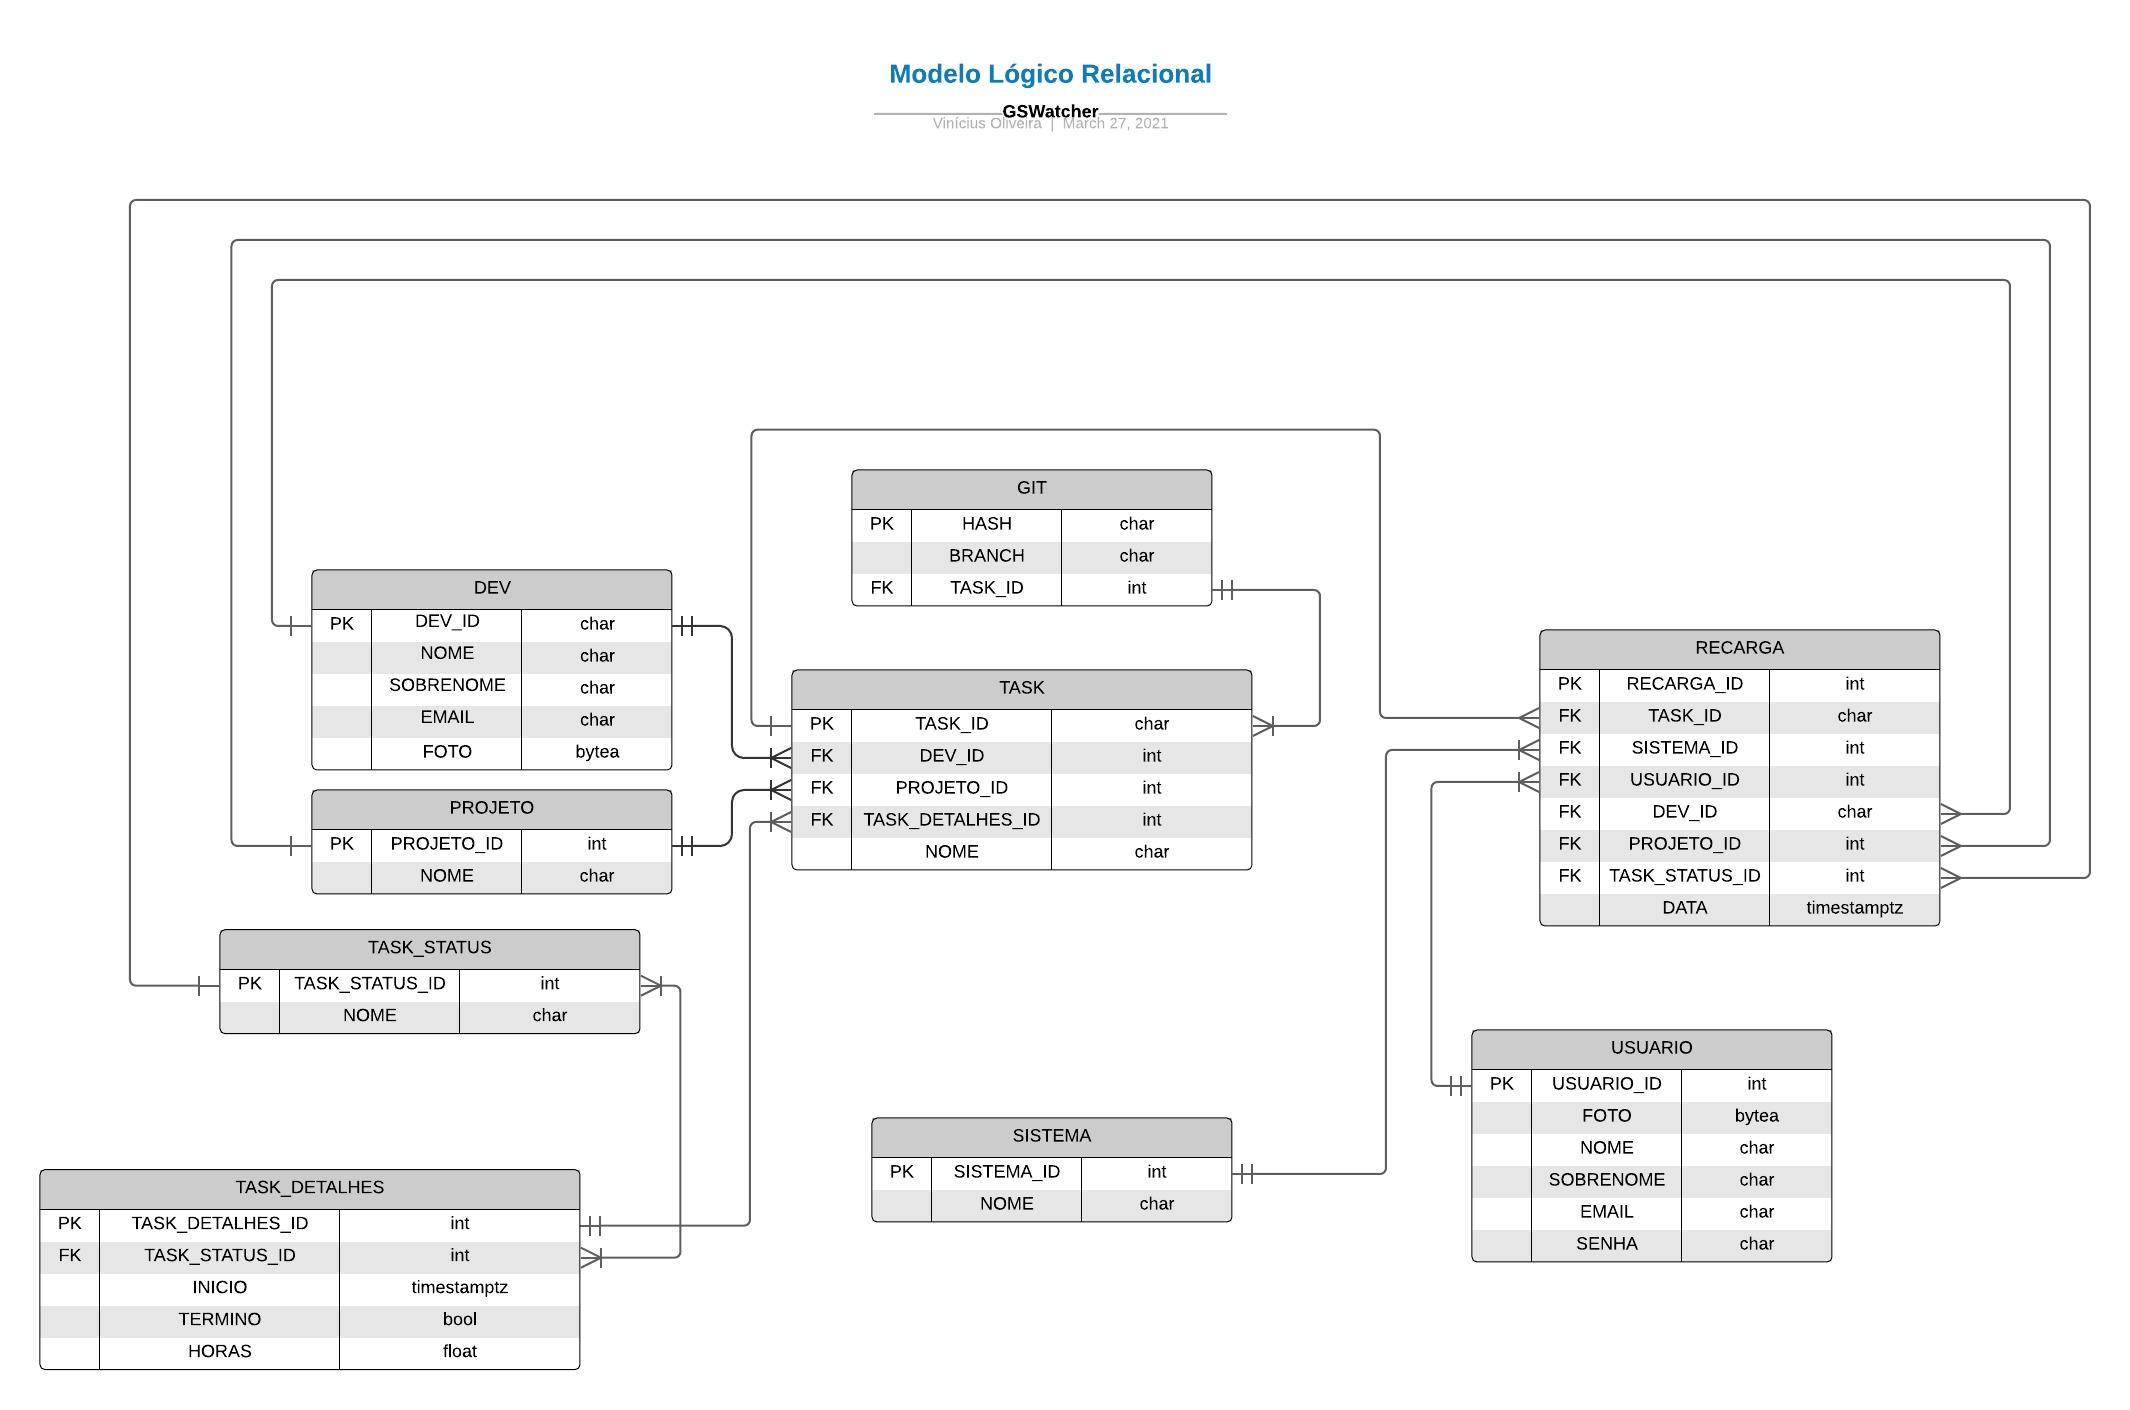 Modelo Lógico Relacional
GSWatcher
Vinícius Oliveira | March 27, 2021
GIT
PK HASH char
BRANCH char
FK TASK_ID int
DEV
PK DEV_ID char
NOME char
SOBRENOME char
EMAIL char
FOTO bytea
PROJETO
PK PROJETO_ID int
NOME char
TASK
PK TASK_ID char
FK DEV_ID int
FK PROJETO_ID int
FK TASK_DETALHES_ID int
NOME char
RECARGA
PK RECARGA_ID int
FK TASK_ID char
FK SISTEMA_ID int
FK USUARIO_ID int
FK DEV_ID char
FK PROJETO_ID int
FK TASK_STATUS_ID int
DATA timestamptz
TASK_STATUS
PK TASK_STATUS_ID int
NOME char
USUARIO
PK USUARIO_ID int
FOTO bytea
NOME char
SOBRENOME char
EMAIL char
SENHA char
SISTEMA
PK SISTEMA_ID int
NOME char
TASK_DETALHES
PK TASK_DETALHES_ID int
FK TASK_STATUS_ID int
INICIO timestamptz
TERMINO bool
HORAS float